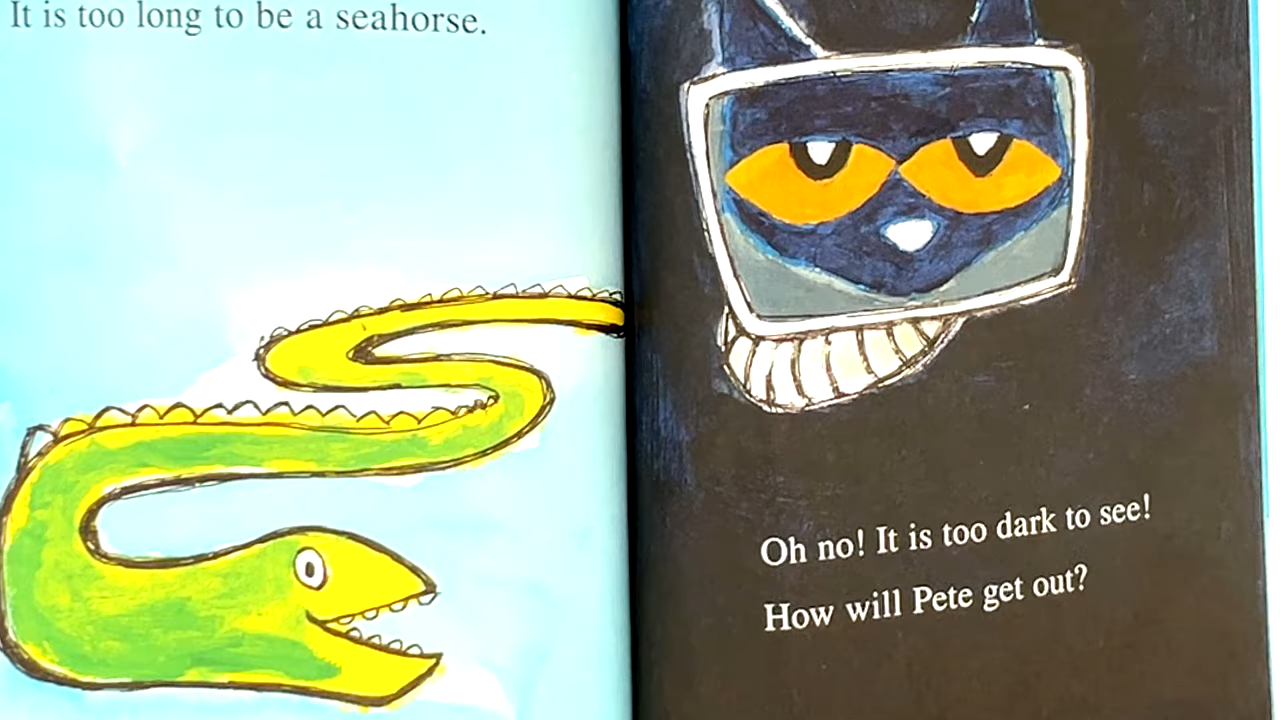 It is too long to be a seahorse.
Oh no! It is too dark to see!
How will Pete get out?